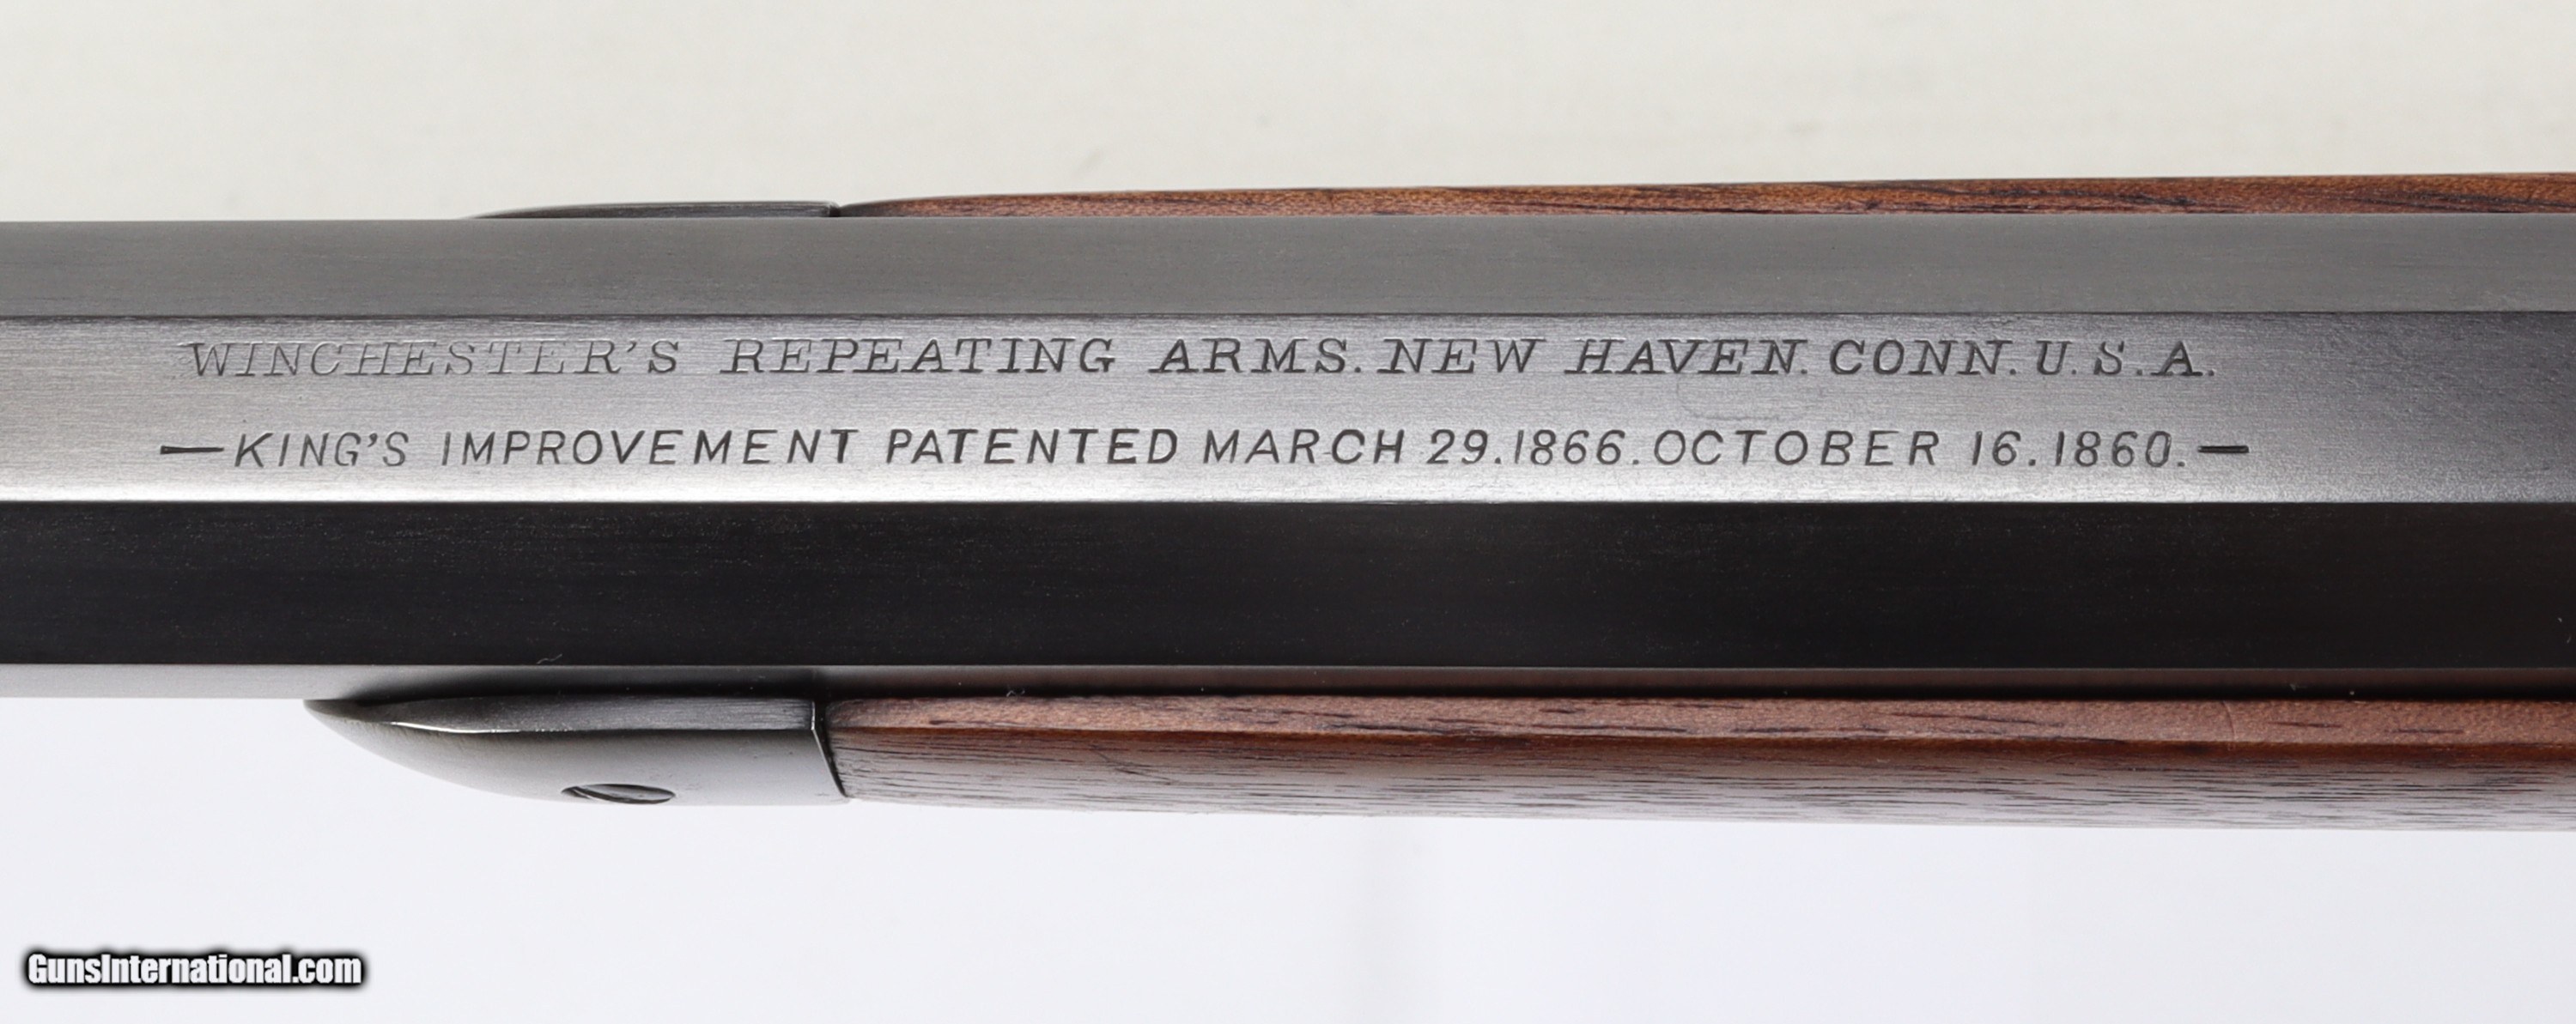 WINCHESTER'S REPEATING ARMS. NEW HAVEN. CONN. U.S.A.
—KING'S IMPROVEMENT PATENTED MARCH 29.1866. OCTOBER 16.1860.—
GunsInternational.com